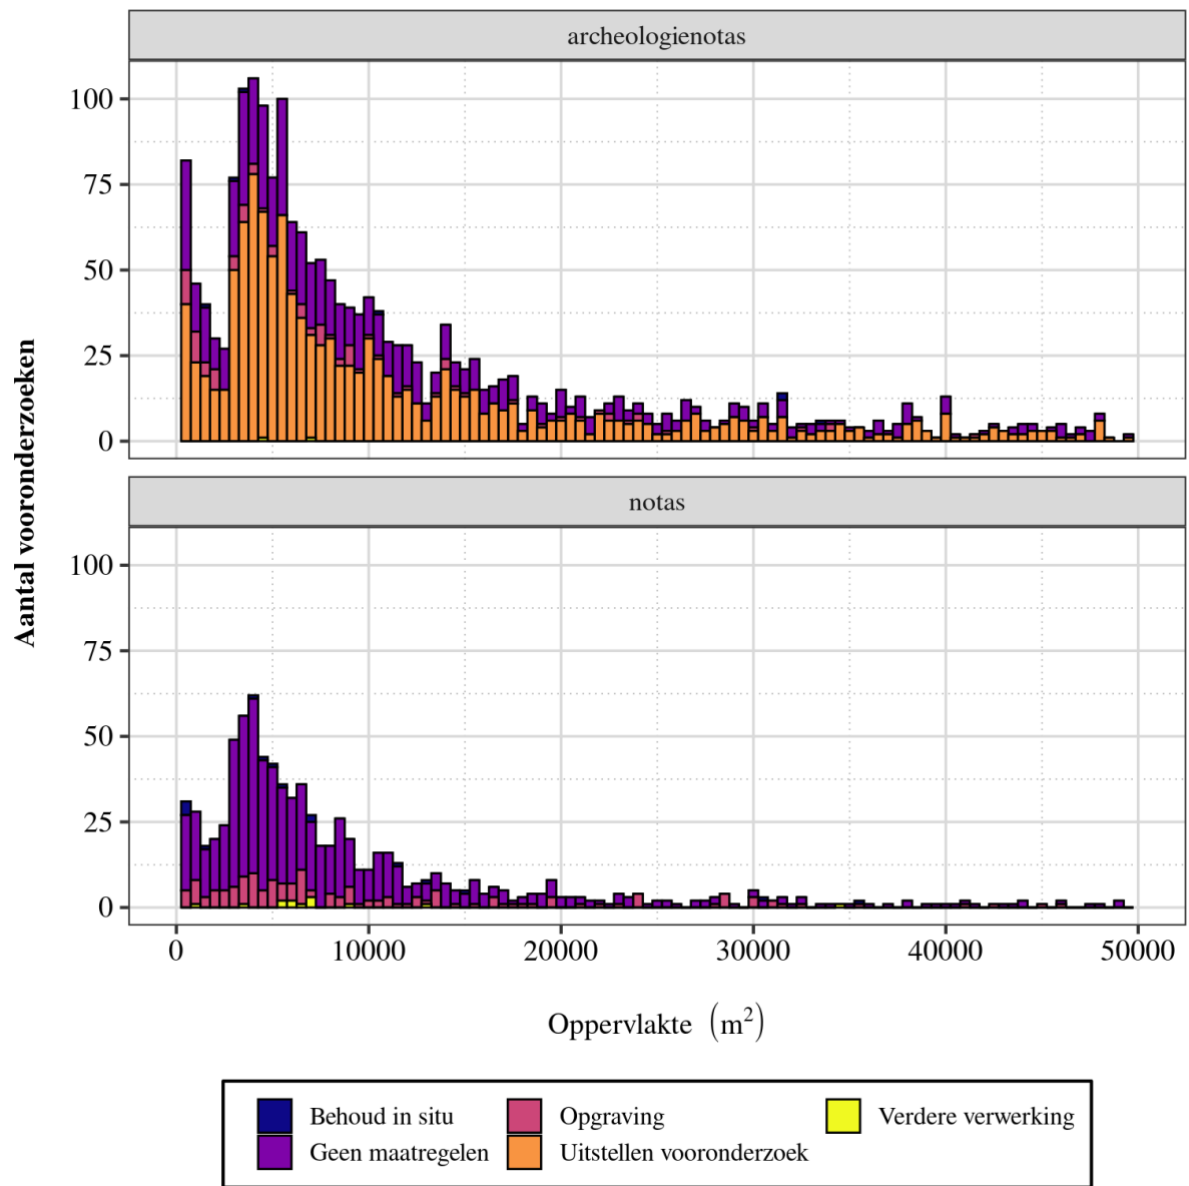 archeologienotas
100
75
50
25
0
notas
100
75
50
25
0
Aantal vooronderzoeken
0 10000 20000 30000 40000 50000
Oppervlakte (m²)
Behoud in situ Opgraving Verdere verwerking
Geen maatregelen Uitstellen vooronderzoek